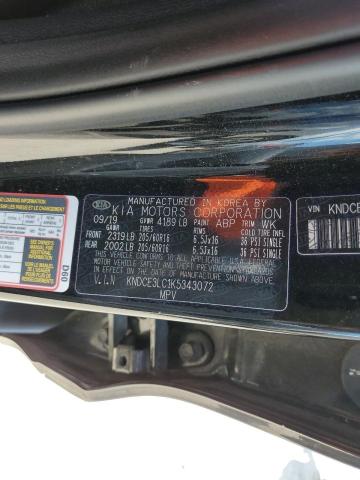 MANUFACTURED IN KOREA BY
KIA MOTORS CORPORATION
09/19 GVWR 4189 LB PAINT ABP TRIM WK
TIRES RIMS COLD TIRE INFL
FRONT 2319 LB 205/60R16 6.5Jx16 36 PSI SINGLE
REAR 2002 LB 205/60R16 6.5Jx16 36 PSI SINGLE
THIS VEHICLE CONFORMS TO ALL APPLICABLE U.S. FEDERAL
MOTOR VEHICLE SAFETY AND THEFT PREVENTION STANDARDS
IN EFFECT ON THE DATE OF MANUFACTURE SHOWN ABOVE.
V.I.N KNDCE3LC1K5343072
MPV
VIN KNDCE
LOADING INFORMATION
D60